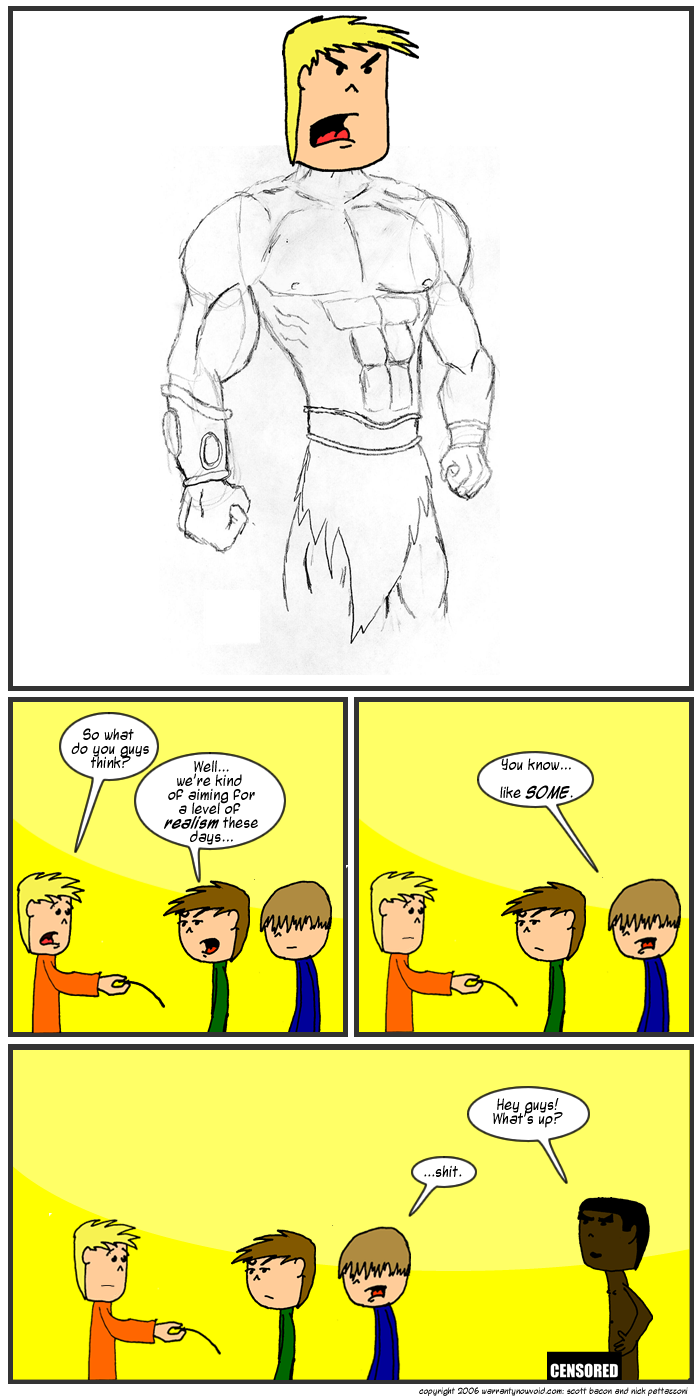 So what
do you guys
think?
Well...
we're kind
of aiming for
a level of
realism these
days...
You know...
like SOME.
Hey guys!
What's up?
...shit.
CENSORED
copyright 2006 warrantynowvoid.com: scott bacon and nick pattasconi